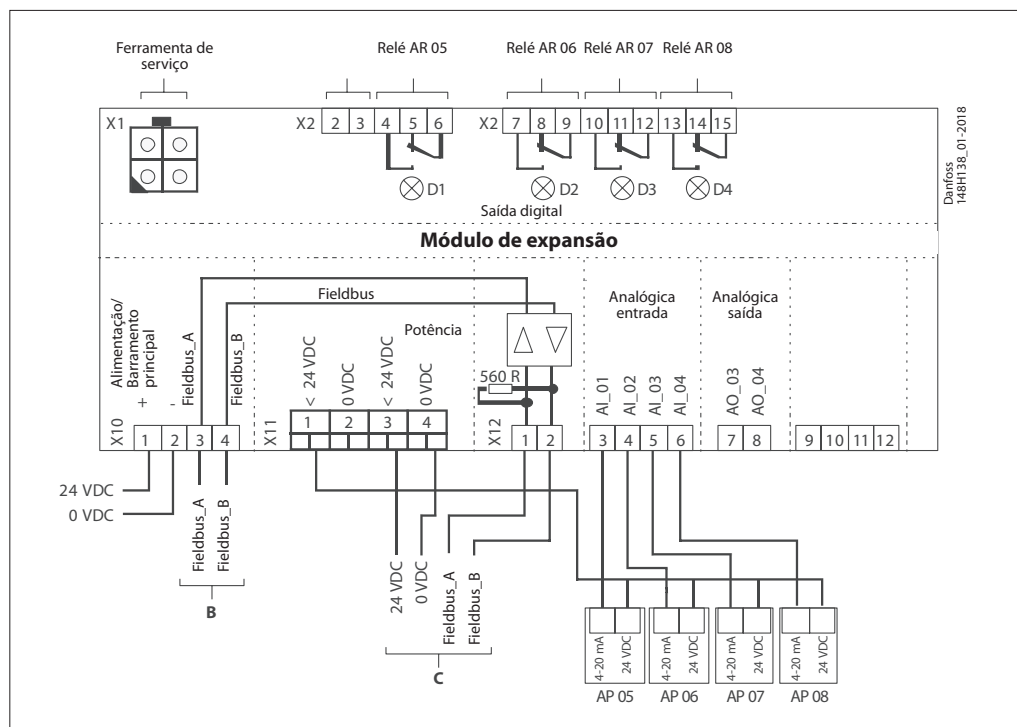 Ferramenta de
serviço
Relé AR 05
Relé AR 06
Relé AR 07
Relé AR 08
X1
X2
2 3 4 5 6
X2
7 8 9 10 11 12 13 14 15
D1
D2
D3
D4
Saída digital
Danfoss
148H138_01-2018
Módulo de expansão
Alimentação/
Barramento
principal
+
-
Fieldbus_A
Fieldbus_B
Fieldbus
Potência
< 24 VDC
0 VDC
< 24 VDC
0 VDC
560 R
Analógica
entrada
AI_01
AI_02
AI_03
AI_04
Analógica
saída
AO_03
AO_04
X10
1 2 3 4
X11
1 2 3 4
X12
1 2
3 4 5 6
7 8
9 10 11 12
24 VDC
0 VDC
Fieldbus_A
Fieldbus_B
B
24 VDC
0 VDC
Fieldbus_A
Fieldbus_B
C
4-20 mA
24 VDC
4-20 mA
24 VDC
4-20 mA
24 VDC
4-20 mA
24 VDC
AP 05
AP 06
AP 07
AP 08